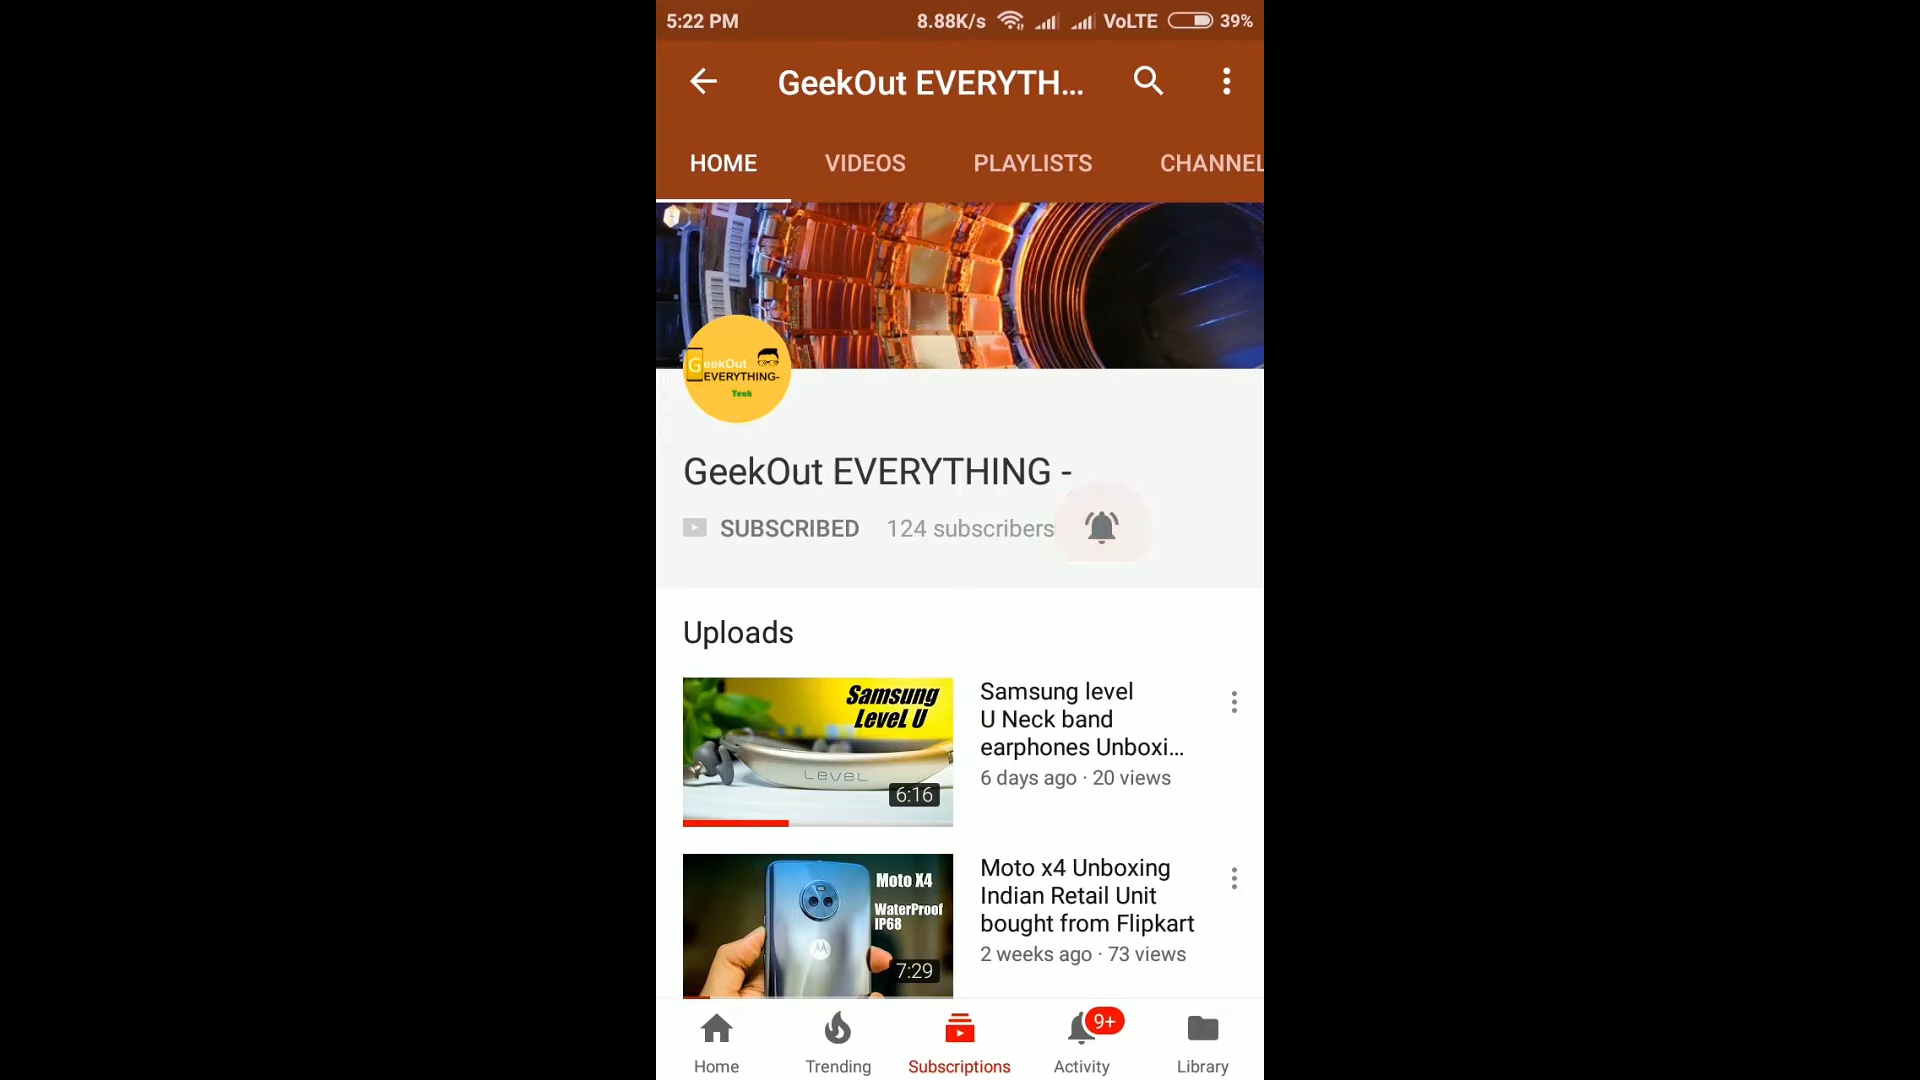 5:22 PM 8.88K/s VoLTE 39%
GeekOut EVERYTH...
HOME VIDEOS PLAYLISTS CHANNEL
GeekOut
EVERYTHING-
Tech
GeekOut EVERYTHING -
SUBSCRIBED 124 subscribers
Uploads
Samsung
LeveL U
LEVEL
6:16
Samsung level
U Neck band
earphones Unboxi...
6 days ago · 20 views
Moto X4
WaterProof
IP68
7:29
Moto x4 Unboxing
Indian Retail Unit
bought from Flipkart
2 weeks ago · 73 views
9+
Home Trending Subscriptions Activity Library